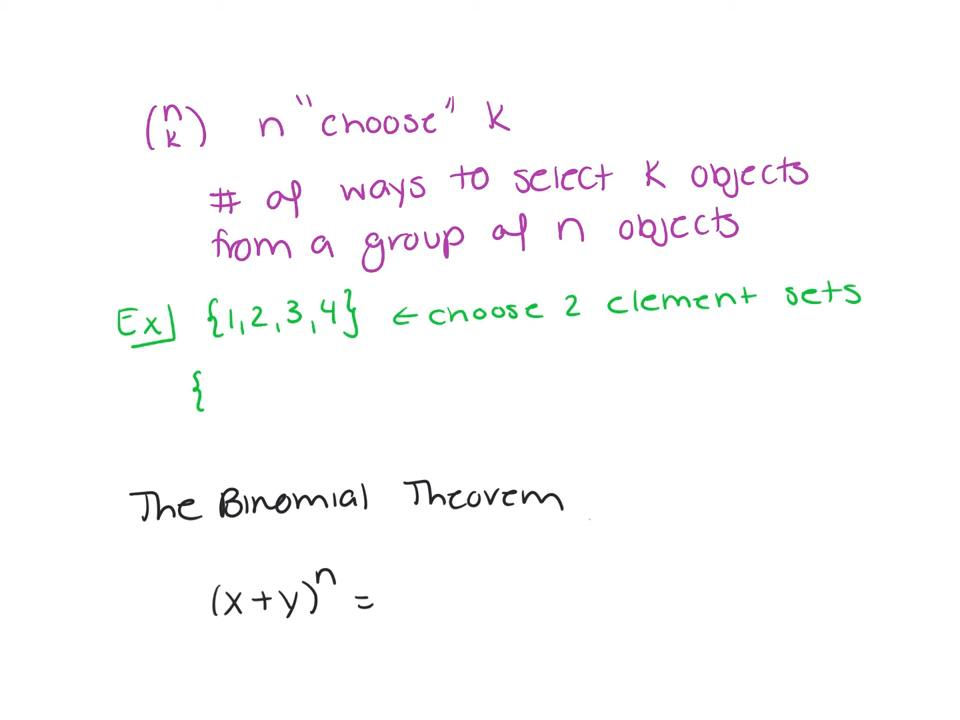 (n k) n "choose" k
# of ways to select k objects
from a group of n objects
Ex] {1,2,3,4} ← choose 2 element sets
{
The Binomial Theorem
(x+y)^n =